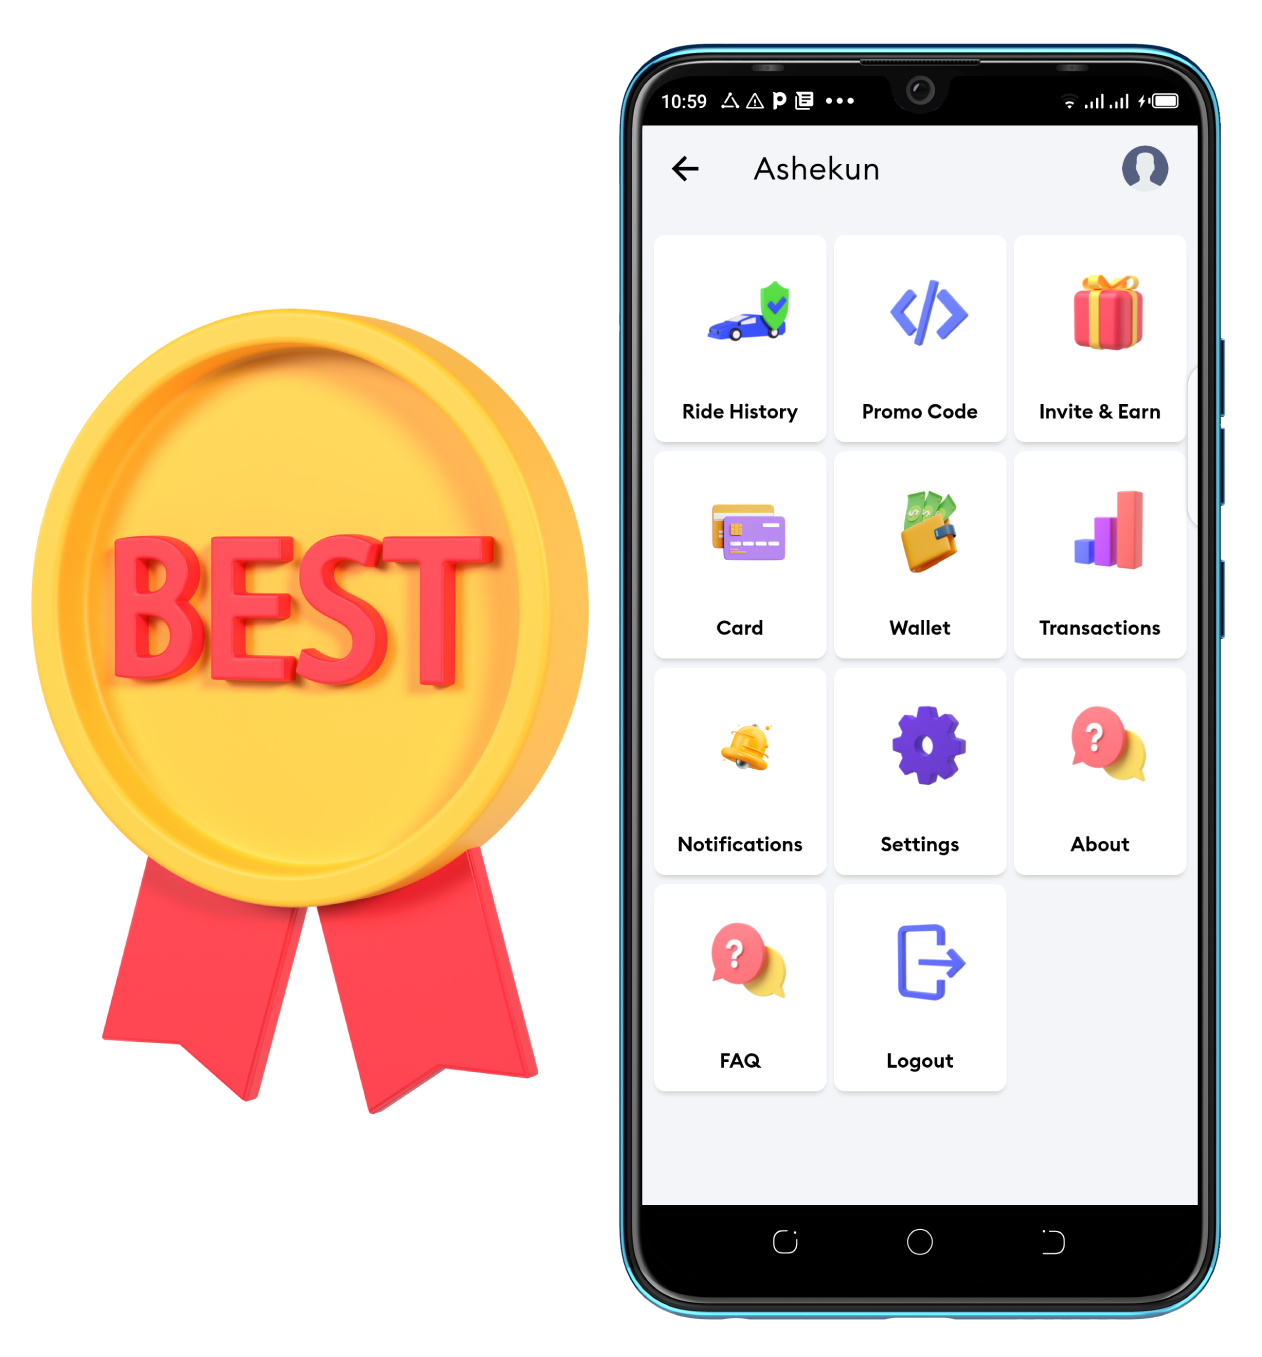 BEST
10:59
Ashekun
Ride History
Promo Code
Invite & Earn
Card
Wallet
Transactions
Notifications
Settings
About
FAQ
Logout